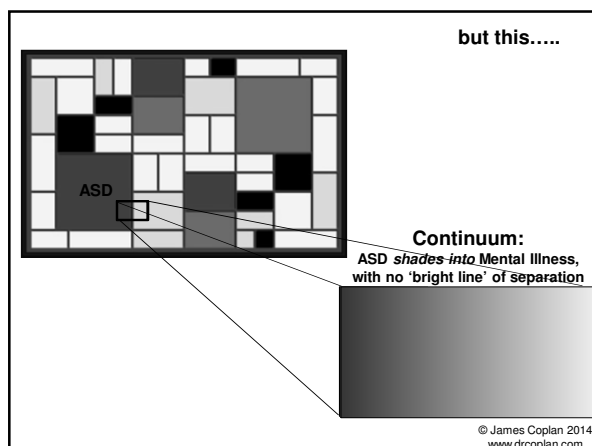 but this…..
ASD
Continuum:
ASD shades into Mental Illness,
with no 'bright line' of separation
© James Coplan 2014
www.drcoplan.com